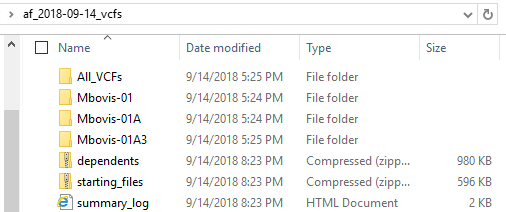 af_2018-09-14_vcfs
Name Date modified Type Size
All_VCFs 9/14/2018 5:25 PM File folder
Mbovis-01 9/14/2018 5:24 PM File folder
Mbovis-01A 9/14/2018 5:24 PM File folder
Mbovis-01A3 9/14/2018 5:25 PM File folder
dependents 9/14/2018 8:23 PM Compressed (zipp... 980 KB
starting_files 9/14/2018 8:23 PM Compressed (zipp... 596 KB
summary_log 9/14/2018 8:23 PM HTML Document 2 KB